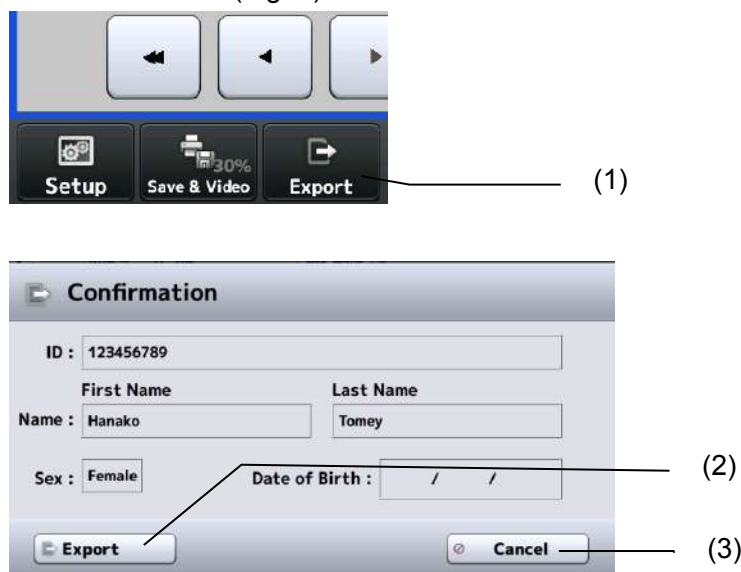 30%
Setup Save & Video Export
(1)
Confirmation
ID : 123456789
First Name Last Name
Name : Hanako Tomey
Sex : Female Date of Birth : / /
(2)
Export Cancel
(3)